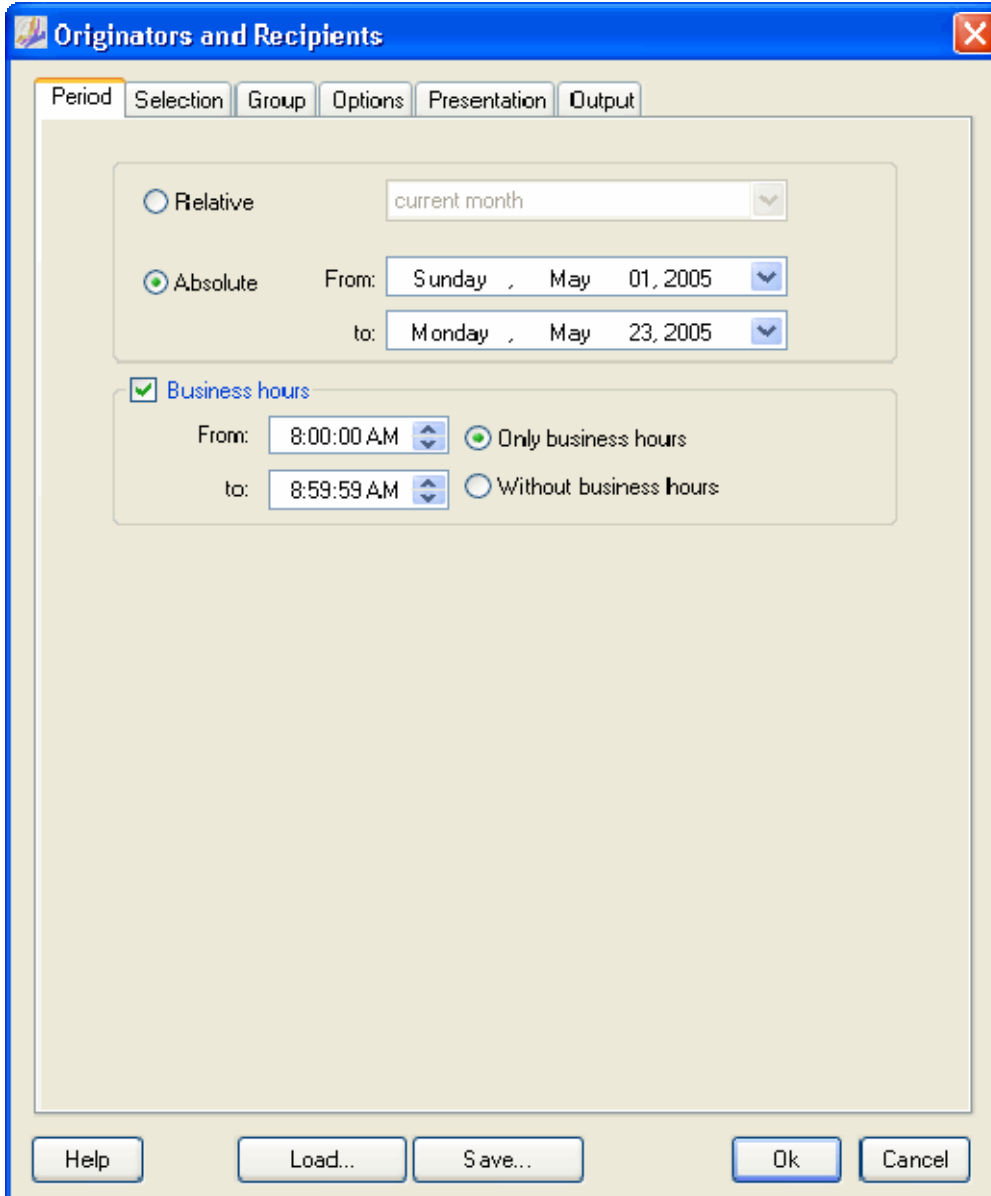 Originators and Recipients
Period Selection Group Options Presentation Output
Relative current month
Absolute From: Sunday , May 01, 2005
to: Monday , May 23, 2005
Business hours
From: 8:00:00 AM Only business hours
to: 8:59:59 AM Without business hours
Help Load... Save... Ok Cancel